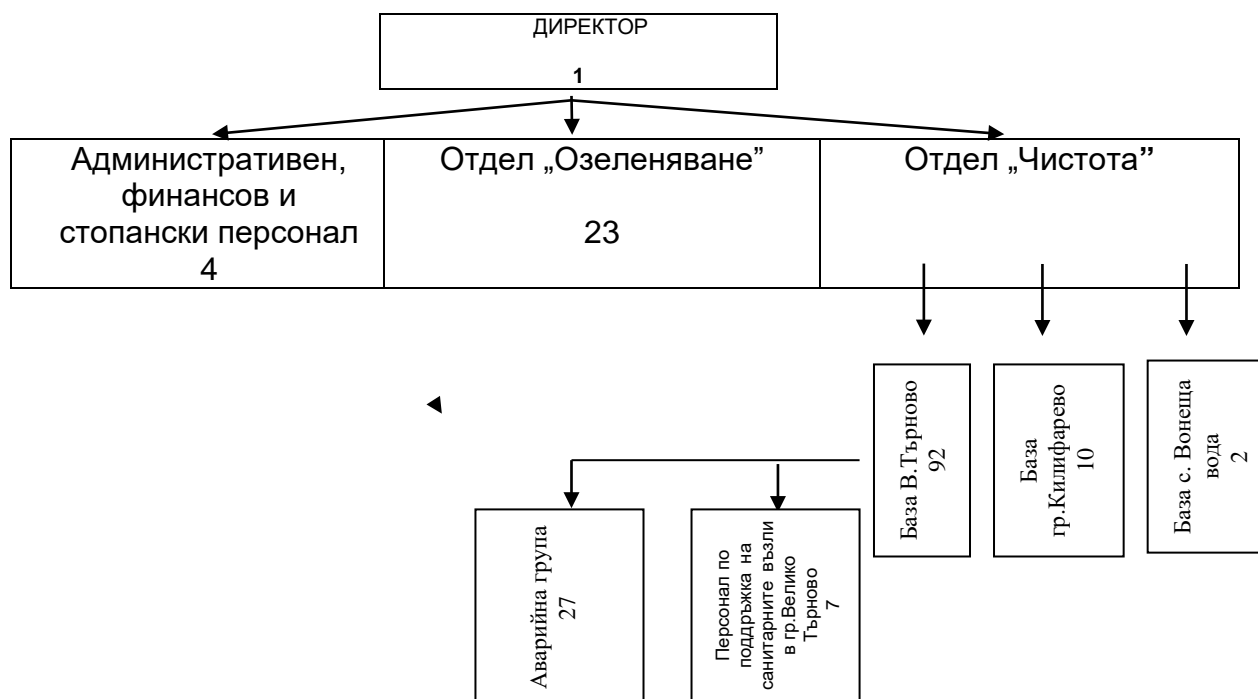 ДИРЕКТОР
1
Административен,
финансов и
стопански персонал
4
Отдел „Озеленяване”
23
Отдел „Чистота”
База В.Търново
92
База
гр.Килифарево
10
База с. Вонеща
вода
2
Аварийна група
27
Персонал по
поддръжка на
санитарните възли
в гр.Велико
Търново
7